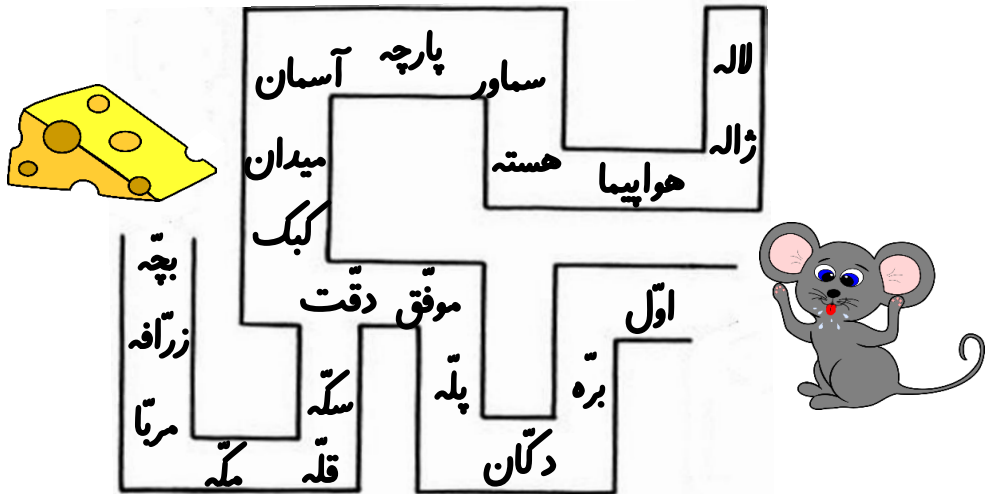 لاله
پارچه
آسمان
سماور
ژاله
هسته
میدان
هواپیما
کبک
بچّه
اوّل
موفّق
دقّت
زرّافه
برّه
پلّه
سکّه
مربّا
دکّان
قلّه
مکّه